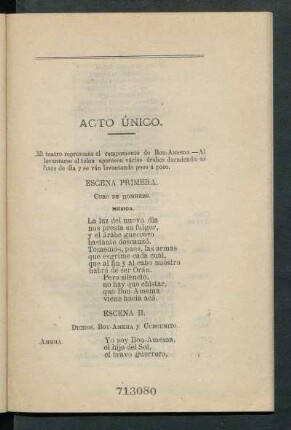 ACTO ÚNICO.
El teatro representa el campamento de Bou-Amema.—Al
levantarse el telon aparecen varios árabes durmiendo: se
hace de dia y se ván levantando poco á poco.
ESCENA PRIMERA.
CORO DE HOMBRES.
MÚSICA.
La luz del nuevo dia
nos presta su fulgor,
y el árabe guerrero
bastante descansó.
Tomemos, pues, las armas
que esgrime cada cual,
que al fin y al cabo nuestra
habrá de ser Orán.
Pero silencio,
no hay que chistar,
que Bou-Amema
viene hacia acá.
ESCENA II.
DICHOS, BOU-AMEMA Y
AMEMA. Yo soy Bou-Amema,
el hijo del Sol,
el bravo guerrero,
713080